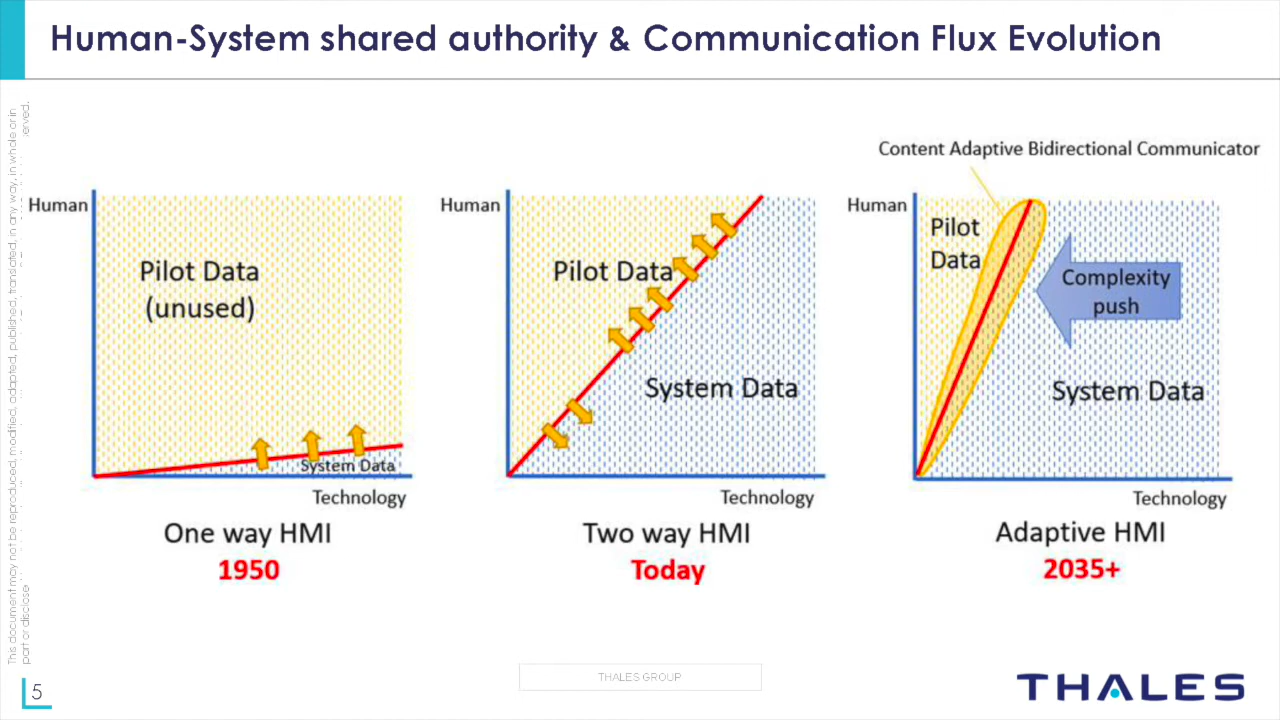 Human-System shared authority & Communication Flux Evolution
This document may not be reproduced, modified, adapted, published, translated, in any way, in whole or in
part or disclose
erved.
Human
Pilot Data
(unused)
System Data
Technology
One way HMI
1950
Human
Pilot Data
System Data
Technology
Two way HMI
Today
Content Adaptive Bidirectional Communicator
Human
Pilot
Data
Complexity
push
System Data
Technology
Adaptive HMI
2035+
5
THALES GROUP
THALES